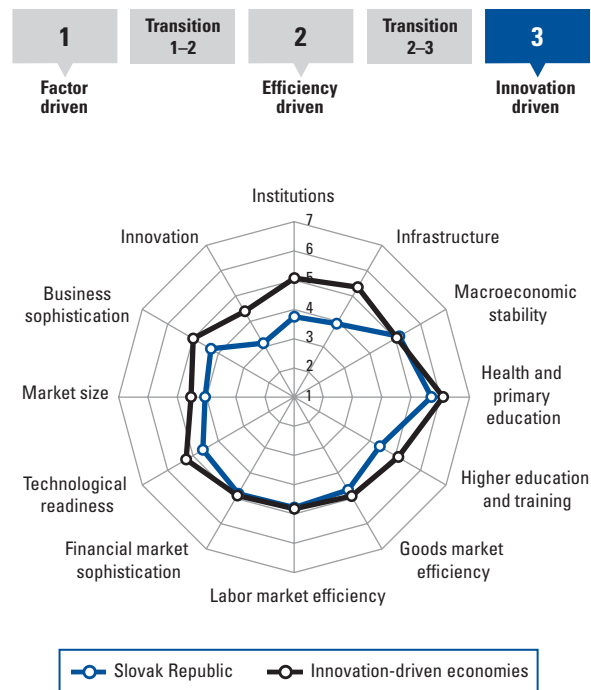 1
Transition
1–2
2
Transition
2–3
3
Factor
driven
Efficiency
driven
Innovation
driven
Institutions
7
Innovation
6
Infrastructure
5
Business
sophistication
4
Macroeconomic
stability
3
2
Market size
1
Health and
primary
education
Technological
readiness
Higher education
and training
Financial market
sophistication
Goods market
efficiency
Labor market efficiency
Slovak Republic
Innovation-driven economies